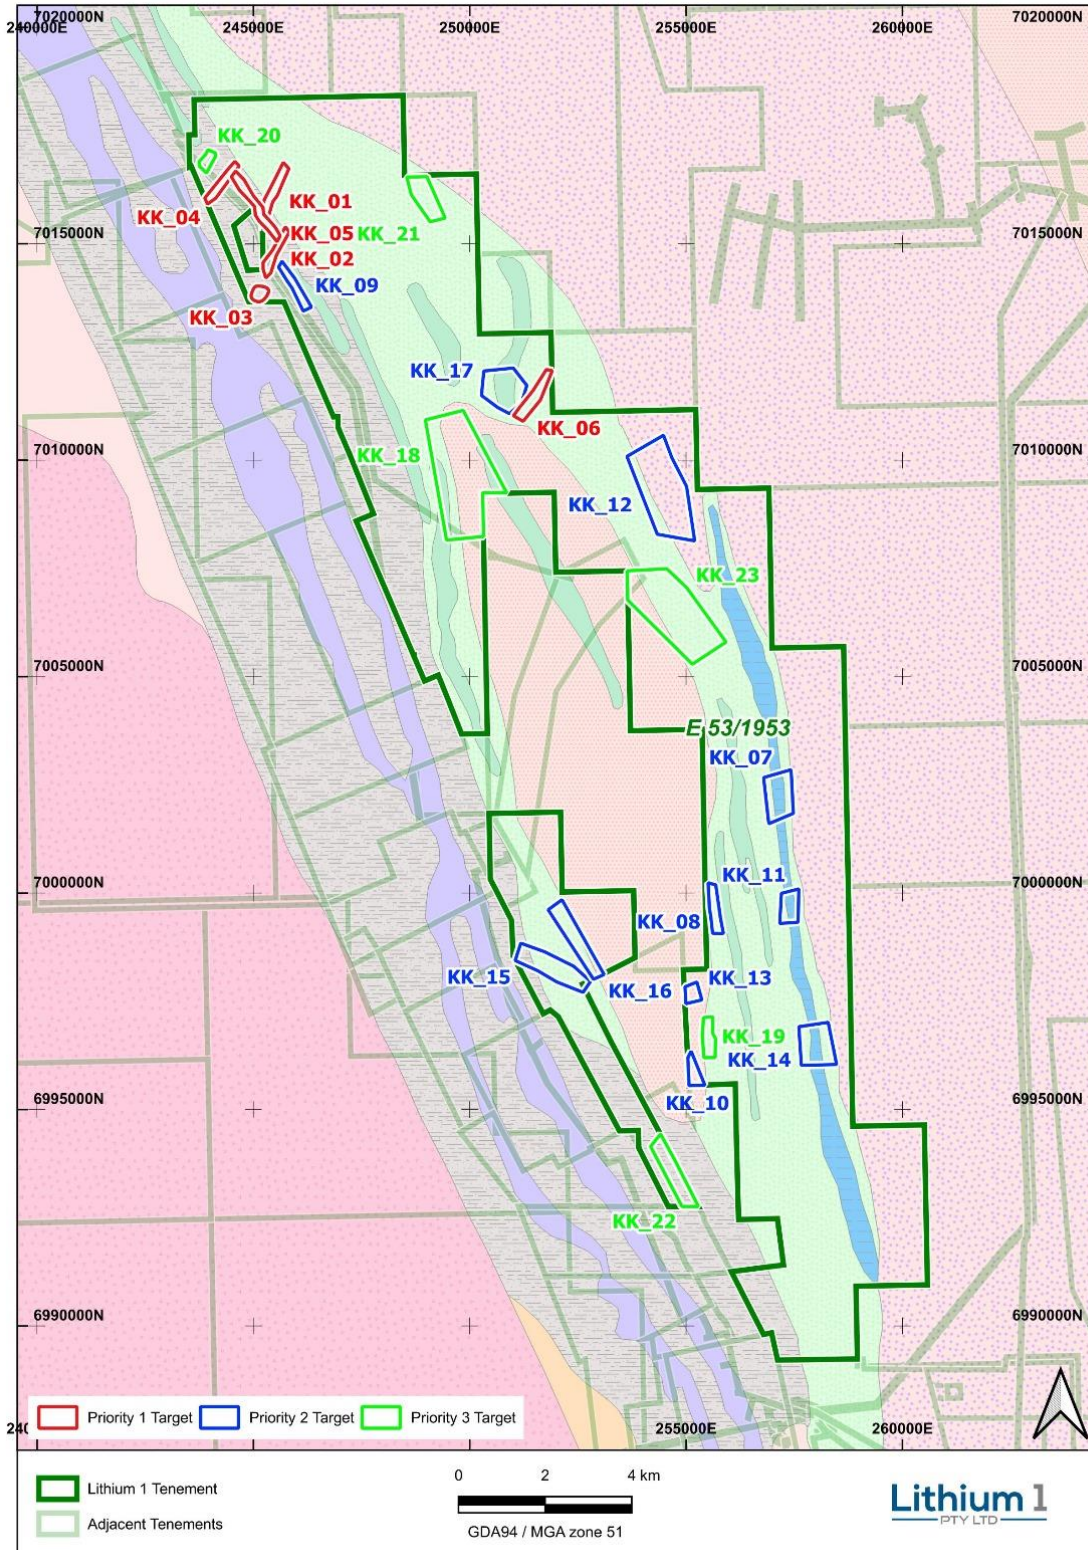 7020000N
7020000N
240000E
245000E
250000E
255000E
260000E
KK_20
KK_01
KK_04
KK_05
KK_21
7015000N
7015000N
KK_02
KK_09
KK_03
KK_17
KK_06
KK_18
7010000N
7010000N
KK_12
KK_23
7005000N
7005000N
E 53/1953
KK_07
KK_11
7000000N
7000000N
KK_08
KK_15
KK_16
KK_13
KK_19
KK_14
KK_10
6995000N
6995000N
KK_22
6990000N
6990000N
Priority 1 Target
Priority 2 Target
Priority 3 Target
255000E
260000E
Lithium 1 Tenement
Adjacent Tenements
0 2 4 km
GDA94 / MGA zone 51
Lithium 1
PTY LTD